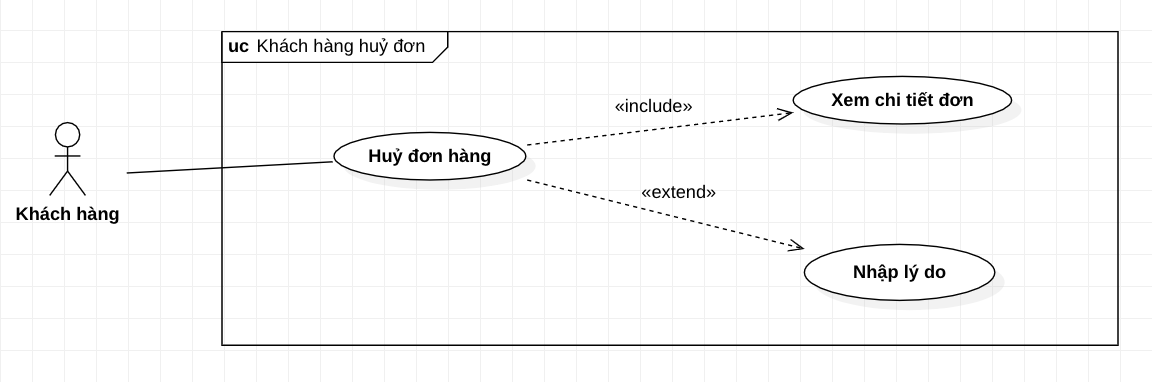 uc Khách hàng huỷ đơn
«include»
Xem chi tiết đơn
Huỷ đơn hàng
«extend»
Khách hàng
Nhập lý do